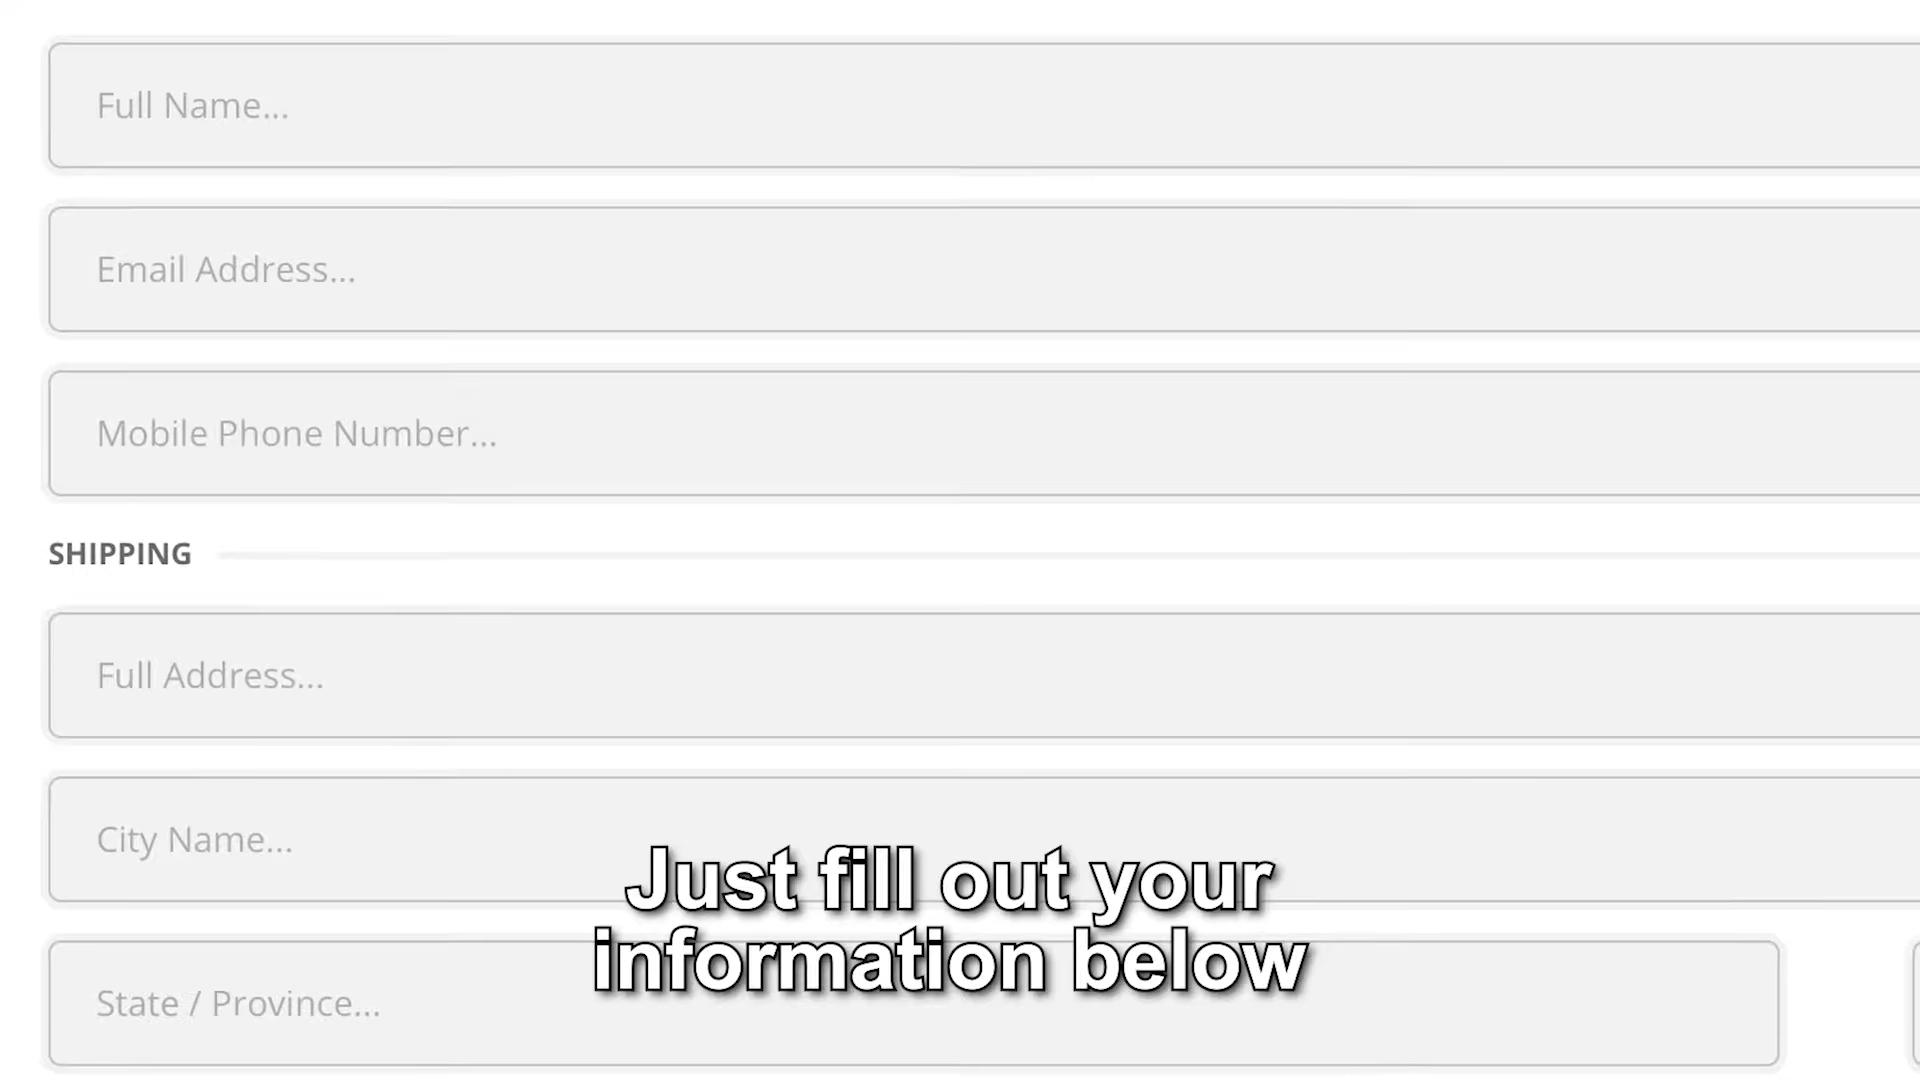 Full Name...
Email Address...
Mobile Phone Number...
SHIPPING
Full Address...
City Name...
Just fill out your
information below
State / Province...